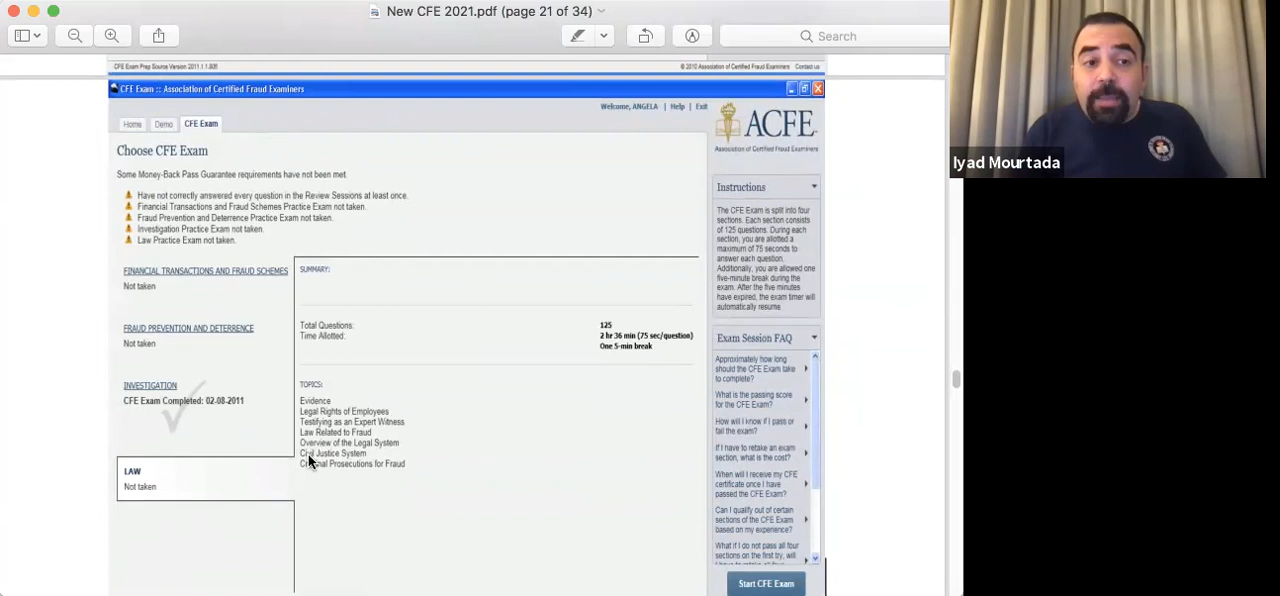 New CFE 2021.pdf (page 21 of 34)
Search
Iyad Mourtada
CFE Exam Prep Source Version 2011.1.1.806
© 2010 Association of Certified Fraud Examiners Contact us
CFE Exam :: Association of Certified Fraud Examiners
Welcome, ANGELA | Help | Exit
Home
Demo
CFE Exam
ACFE
Association of Certified Fraud Examiners
Choose CFE Exam
Some Money-Back Pass Guarantee requirements have not been met
Have not correctly answered every question in the Review Sessions at least once.
Financial Transactions and Fraud Schemes Practice Exam not taken.
Fraud Prevention and Deterrence Practice Exam not taken.
Investigation Practice Exam not taken.
Law Practice Exam not taken.
FINANCIAL TRANSACTIONS AND FRAUD SCHEMES
Not taken
FRAUD PREVENTION AND DETERRENCE
Not taken
INVESTIGATION
CFE Exam Completed: 02-08-2011
LAW
Not taken
SUMMARY:
Total Questions: 125
Time Allotted: 2 hr 36 min (75 sec/question)
One 5-min break
TOPICS:
Evidence
Legal Rights of Employees
Testifying as an Expert Witness
Law Related to Fraud
Overview of the Legal System
Civil Justice System
Criminal Prosecutions for Fraud
Instructions
The CFE Exam is split into four
sections. Each section consists
of 125 questions. During each
section, you are allotted a
maximum of 75 seconds to
answer each question.
Additionally, you are allowed one
five-minute break during the
exam. After the five minutes
have expired, the exam timer will
automatically resume
Exam Session FAQ
Approximately how long
should the CFE Exam take
to complete?
What is the passing score
for the CFE Exam?
How will I know if I pass or
fail the exam?
If I have to retake an exam
section, what is the cost?
When will I receive my CFE
certificate once I have
passed the CFE Exam?
Can I qualify out of certain
sections of the CFE Exam
based on my experience?
What if I do not pass all four
sections on the first try, will
Start CFE Exam